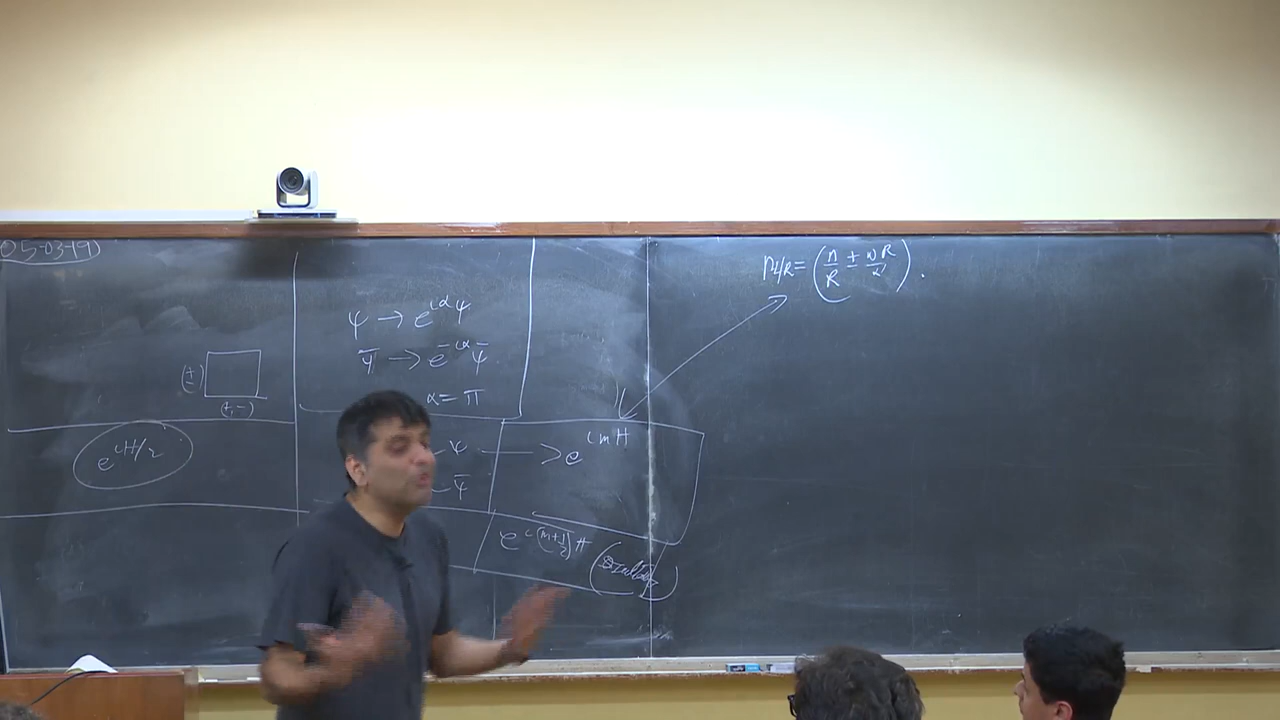 05-03-19
(±)
(+,-)
e^{iH/2}
ψ → e^{iα} ψ
ψ̄ → e^{-iα} ψ̄
α = π
ψ → e^{imH}
ψ̄
e^{i(m+1/2)H}
P_{L/R} = (n/R ± wR/α').